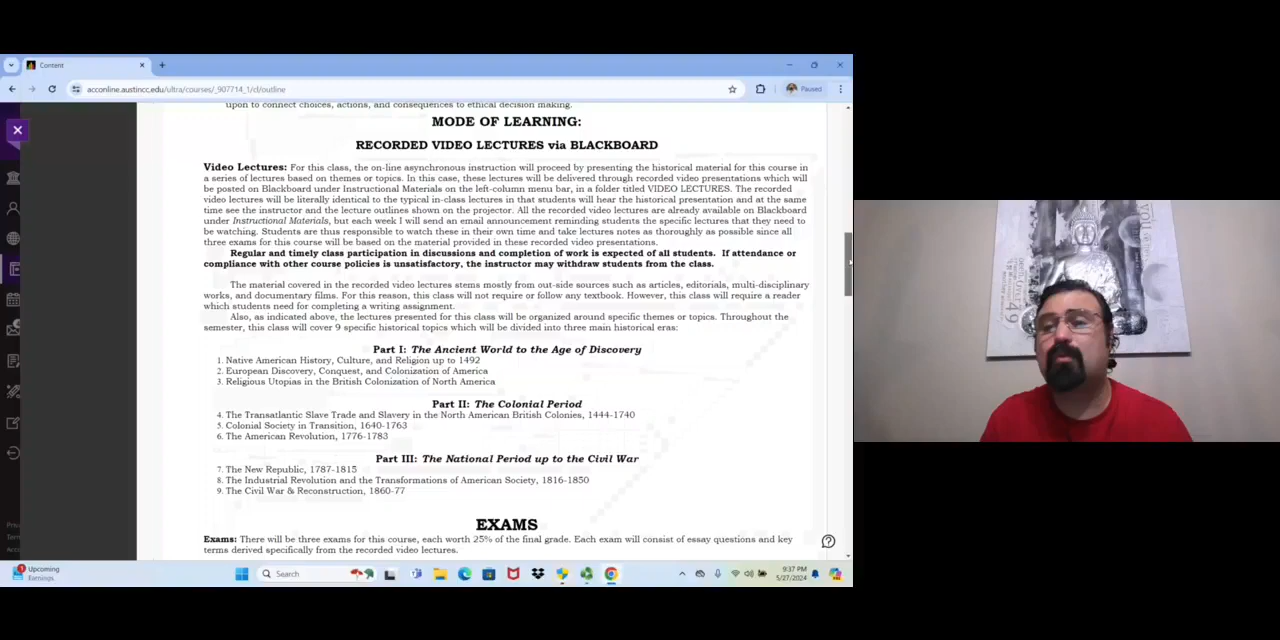 Content
acconline.austincc.edu/ultra/courses/_907714_1/cl/outline
Paused
upon to connect choices, actions, and consequences to ethical decision making.
MODE OF LEARNING:
RECORDED VIDEO LECTURES via BLACKBOARD
Video Lectures: For this class, the on-line asynchronous instruction will proceed by presenting the historical material for this course in
a series of lectures based on themes or topics. In this case, these lectures will be delivered through recorded video presentations which will
be posted on Blackboard under Instructional Materials on the left-column menu bar, in a folder titled VIDEO LECTURES. The recorded
video lectures will be literally identical to the typical in-class lectures in that students will hear the historical presentation and at the same
time see the instructor and the lecture outlines shown on the projector. All the recorded video lectures are already available on Blackboard
under Instructional Materials, but each week I will send an email announcement reminding students the specific lectures that they need to
be watching. Students are thus responsible to watch these in their own time and take lectures notes as thoroughly as possible since all
three exams for this course will be based on the material provided in these recorded video presentations.
Regular and timely class participation in discussions and completion of work is expected of all students. If attendance or
compliance with other course policies is unsatisfactory, the instructor may withdraw students from the class.
The material covered in the recorded video lectures stems mostly from out-side sources such as articles, editorials, multi-disciplinary
works, and documentary films. For this reason, this class will not require or follow any textbook. However, this class will require a reader
which students need for completing a writing assignment.
Also, as indicated above, the lectures presented for this class will be organized around specific themes or topics. Throughout the
semester, this class will cover 9 specific historical topics which will be divided into three main historical eras:
Part I: The Ancient World to the Age of Discovery
1. Native American History, Culture, and Religion up to 1492
2. European Discovery, Conquest, and Colonization of America
3. Religious Utopias in the British Colonization of North America
Part II: The Colonial Period
4. The Transatlantic Slave Trade and Slavery in the North American British Colonies, 1444-1740
5. Colonial Society in Transition, 1640-1763
6. The American Revolution, 1776-1783
Part III: The National Period up to the Civil War
7. The New Republic, 1787-1815
8. The Industrial Revolution and the Transformations of American Society, 1816-1850
9. The Civil War & Reconstruction, 1860-77
EXAMS
Exams: There will be three exams for this course, each worth 25% of the final grade. Each exam will consist of essay questions and key
terms derived specifically from the recorded video lectures.
Priva
Term
Acce
Upcoming
Earnings
1
Search
9:37 PM
5/27/2024